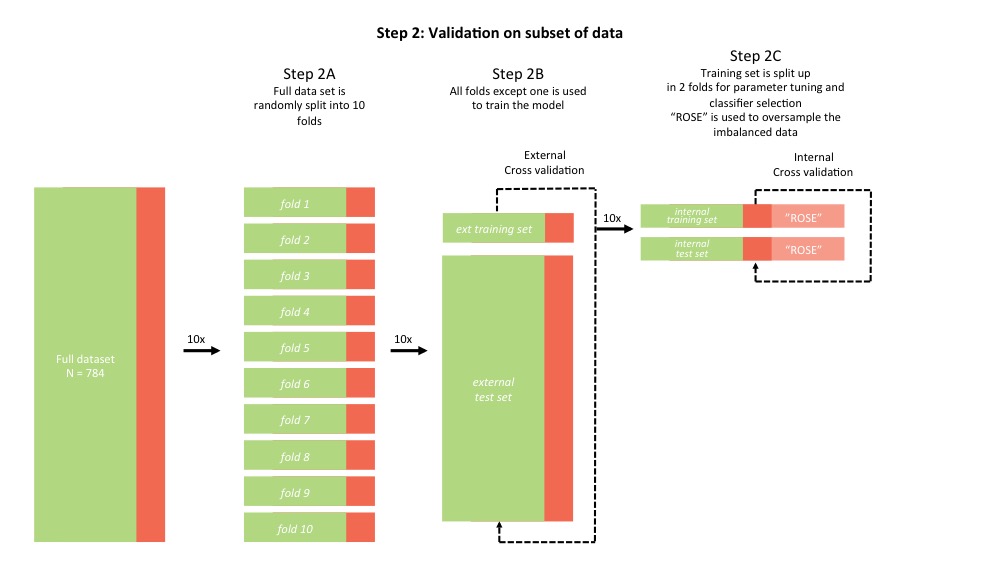 Step 2: Validation on subset of data
Step 2A
Full data set is
randomly split into 10
folds
Step 2B
All folds except one is used
to train the model
Step 2C
Training set is split up
in 2 folds for parameter tuning and
classifier selection
“ROSE” is used to oversample the
imbalanced data
External
Cross validation
Internal
Cross validation
Full dataset
N = 784
10x
fold 1
fold 2
fold 3
fold 4
fold 5
fold 6
fold 7
fold 8
fold 9
fold 10
10x
ext training set
external
test set
10x
internal
training set
“ROSE”
internal
test set
“ROSE”